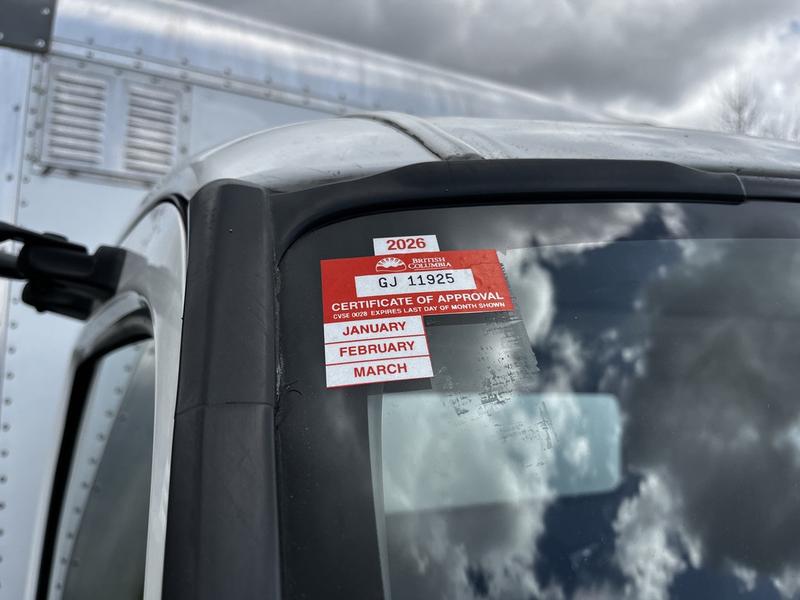 2026
BRITISH
COLUMBIA
GJ 11925
CERTIFICATE OF APPROVAL
CVSE 0028 EXPIRES LAST DAY OF MONTH SHOWN
JANUARY
FEBRUARY
MARCH